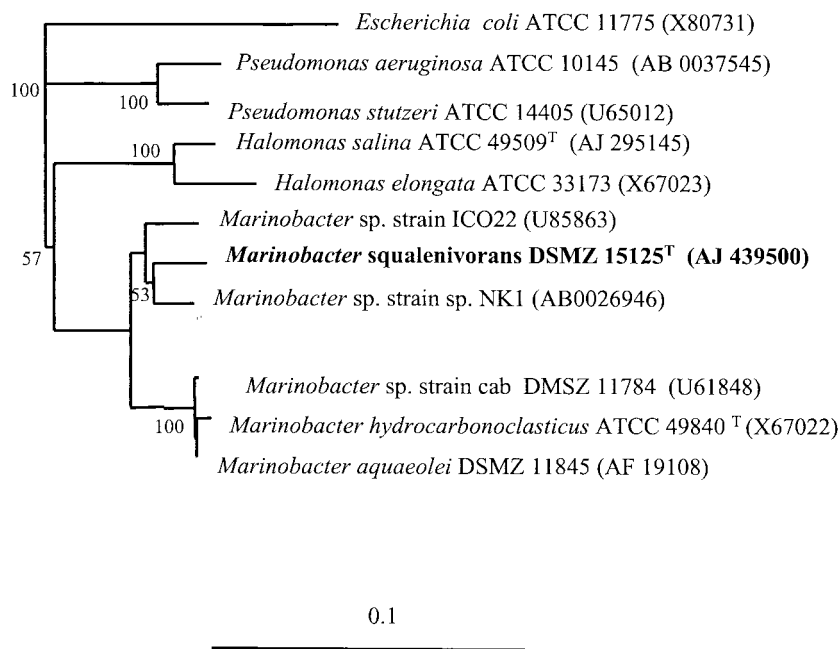 Escherichia coli ATCC 11775 (X80731)
Pseudomonas aeruginosa ATCC 10145 (AB 0037545)
100
100
Pseudomonas stutzeri ATCC 14405 (U65012)
100
Halomonas salina ATCC 49509ᵀ (AJ 295145)
Halomonas elongata ATCC 33173 (X67023)
Marinobacter sp. strain ICO22 (U85863)
57
Marinobacter squalenivorans DSMZ 15125ᵀ (AJ 439500)
53
Marinobacter sp. strain sp. NK1 (AB0026946)
Marinobacter sp. strain cab DMSZ 11784 (U61848)
100
Marinobacter hydrocarbonoclasticus ATCC 49840 ᵀ (X67022)
Marinobacter aquaeolei DSMZ 11845 (AF 19108)
0.1